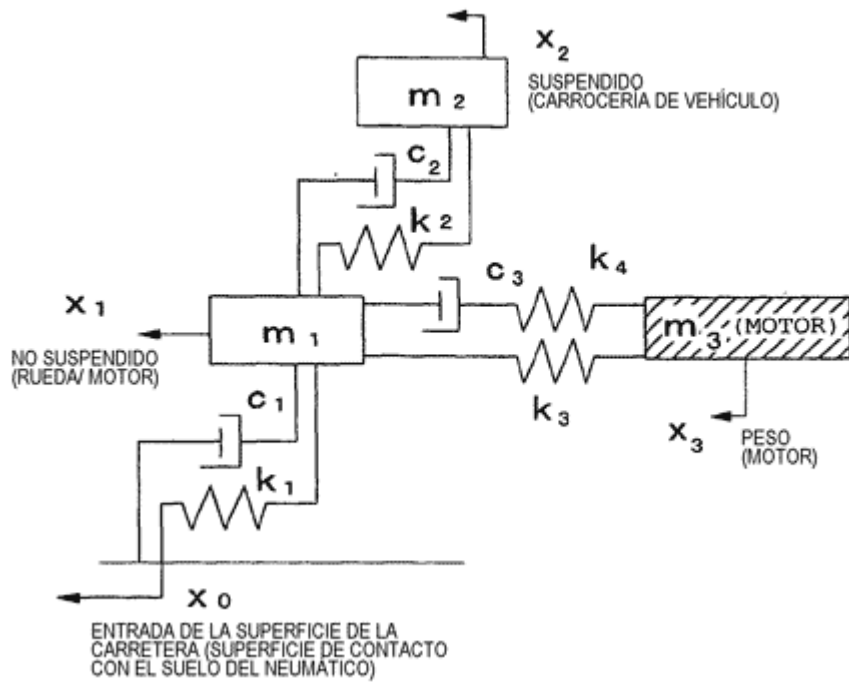 x2
SUSPENDIDO
(CARROCERÍA DE VEHÍCULO)
m2
c2
k2
x1
NO SUSPENDIDO
(RUEDA/ MOTOR)
m1
c3
k4
m3 (MOTOR)
k3
x3
PESO
(MOTOR)
c1
k1
x0
ENTRADA DE LA SUPERFICIE DE LA
CARRETERA (SUPERFICIE DE CONTACTO
CON EL SUELO DEL NEUMÁTICO)